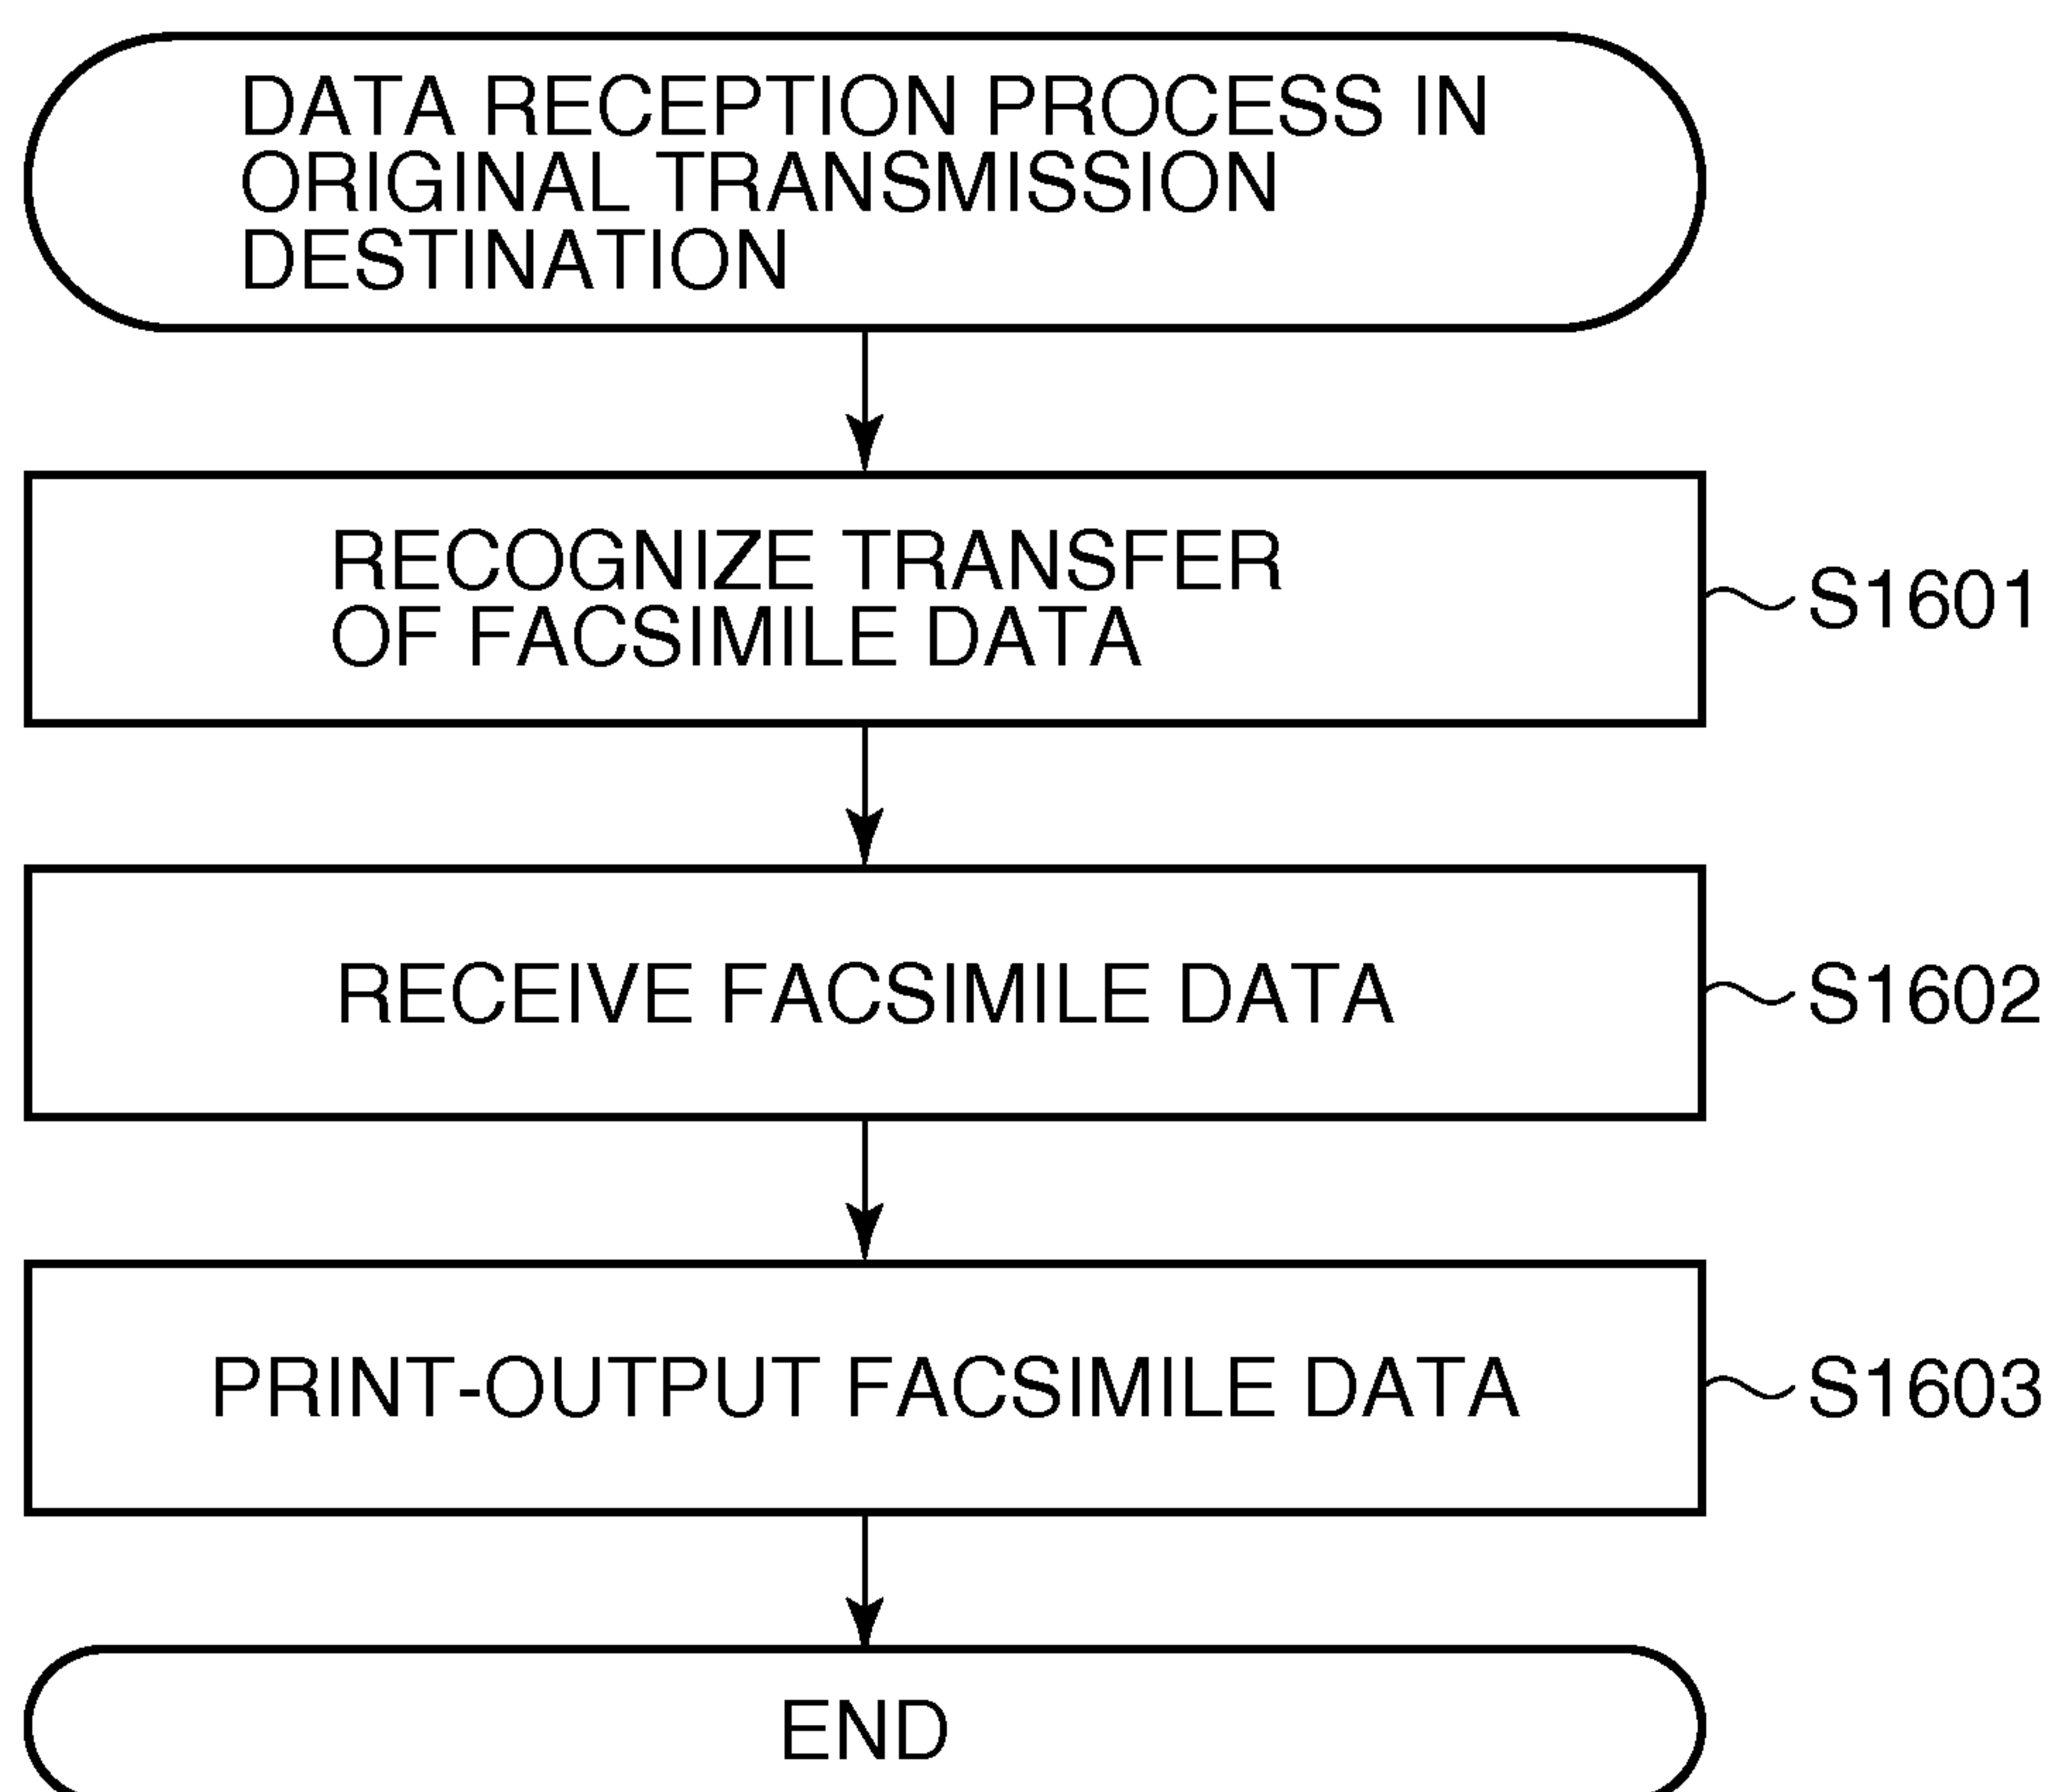 DATA RECEPTION PROCESS IN
ORIGINAL TRANSMISSION
DESTINATION
RECOGNIZE TRANSFER
OF FACSIMILE DATA
S1601
RECEIVE FACSIMILE DATA
S1602
PRINT-OUTPUT FACSIMILE DATA
S1603
END